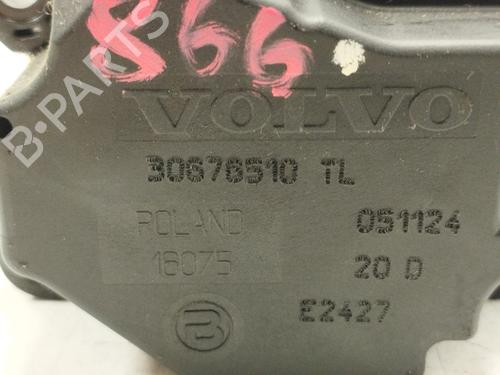 866
VOLVO
30676510 TL
POLAND
16075
051124
20 D
E2427
B
B-PARTS